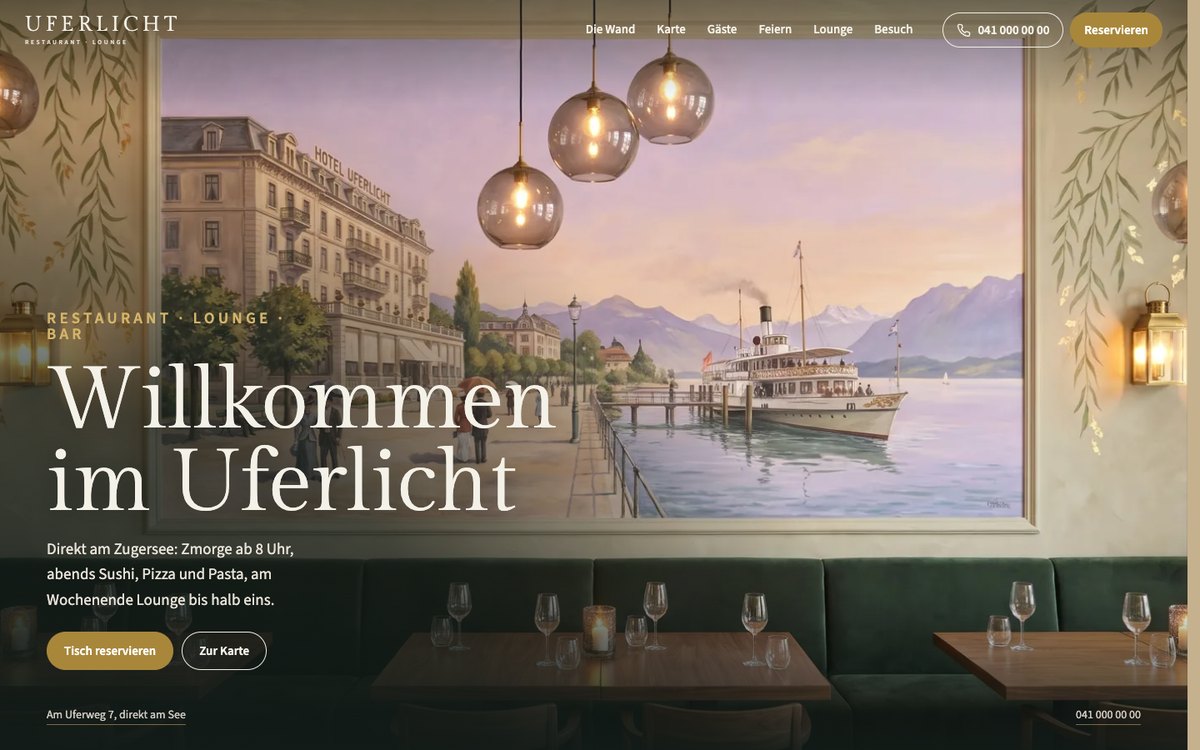 UFERLICHT
RESTAURANT · LOUNGE
Die Wand
Karte
Gäste
Feiern
Lounge
Besuch
041 000 00 00
Reservieren
HOTEL UFERLICHT
RESTAURANT · LOUNGE ·
BAR
Willkommen
im Uferlicht
Direkt am Zugersee: Zmorge ab 8 Uhr,
abends Sushi, Pizza und Pasta, am
Wochenende Lounge bis halb eins.
Tisch reservieren
Zur Karte
Am Uferweg 7, direkt am See
041 000 00 00